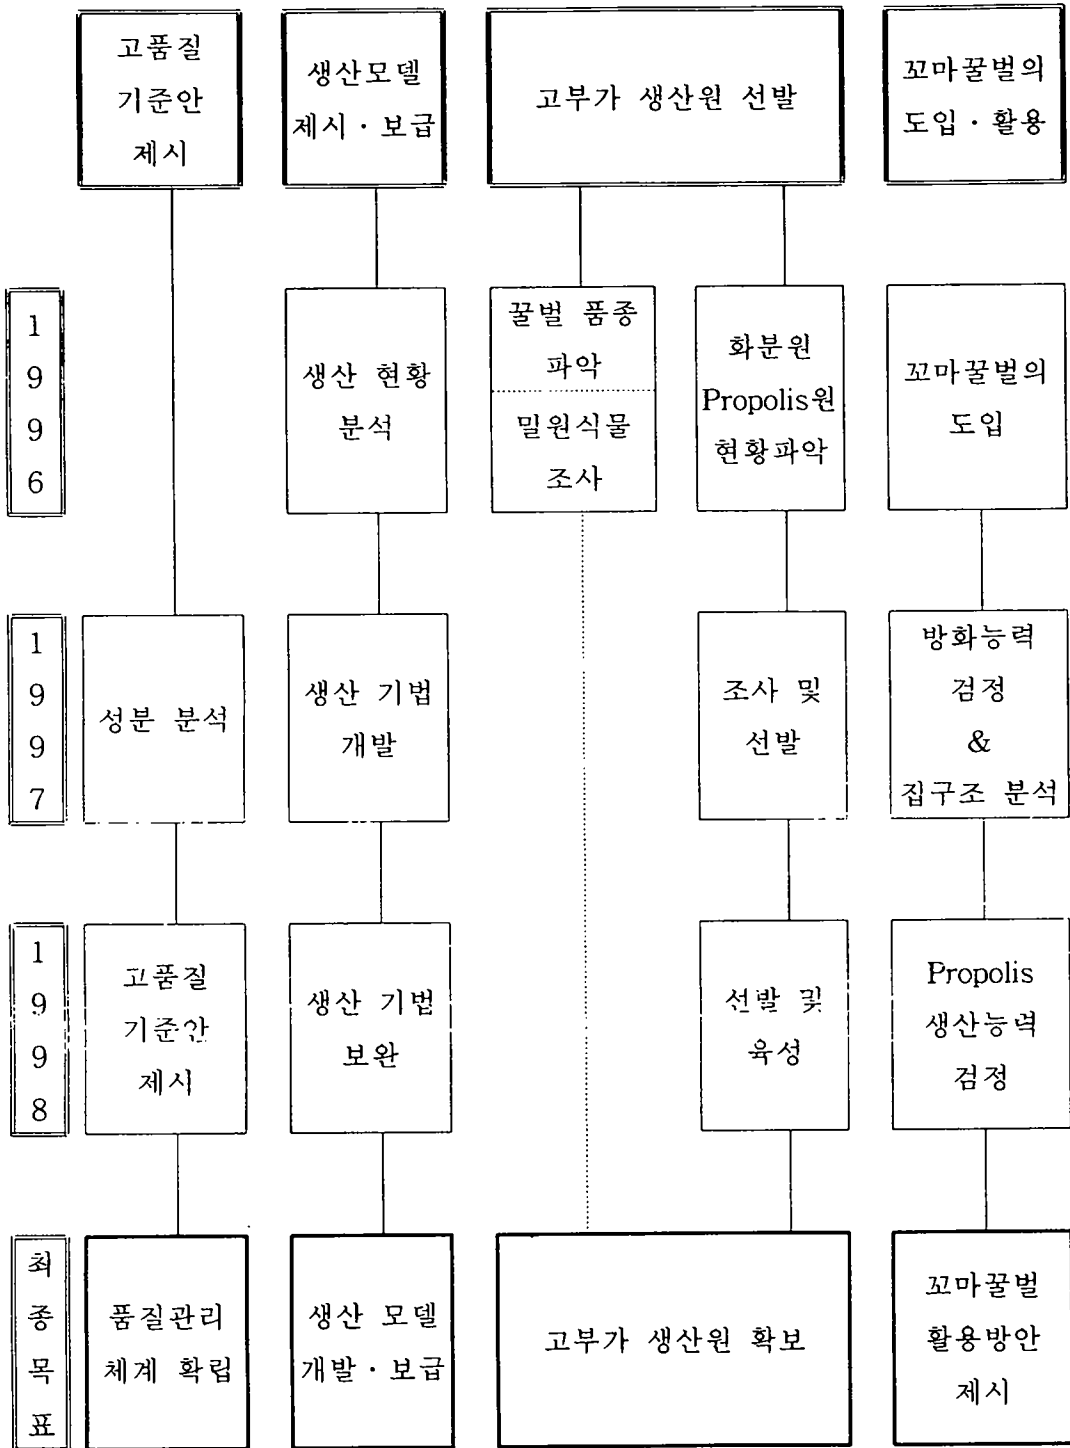 고품질
기준안
제시
생산모델
제시 · 보급
고부가 생산원 선발
꼬마꿀벌의
도입 · 활용
1
9
9
6
생산 현황
분석
꿀벌 품종
파악
밀원식물
조사
화분원
Propolis원
현황파악
꼬마꿀벌의
도입
1
9
9
7
성분 분석
생산 기법
개발
조사 및
선발
방화능력
검정
&
집구조 분석
1
9
9
8
고품질
기준안
제시
생산 기법
보완
선발 및
육성
Propolis
생산능력
검정
최
종
목
표
품질관리
체계 확립
생산 모델
개발 · 보급
고부가 생산원 확보
꼬마꿀벌
활용방안
제시